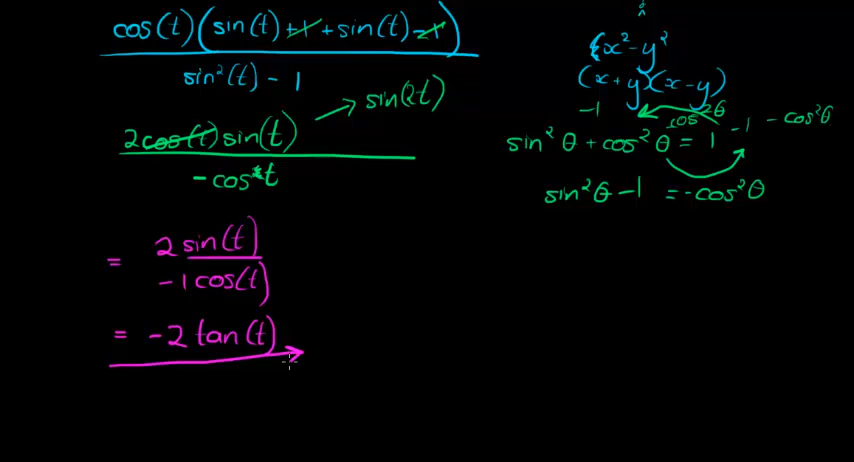 cos(t)(sin(t)+1+sin(t)-1)
sin²(t) - 1
2cos(t)sin(t) → sin(2t)
-cos²t
= 2 sin(t)
-1 cos(t)
= -2 tan(t)
x²-y²
(x+y)(x-y)
-1 cos²θ
sin²θ + cos²θ = 1 -1 - cos²θ
sin²θ - 1 = -cos²θ